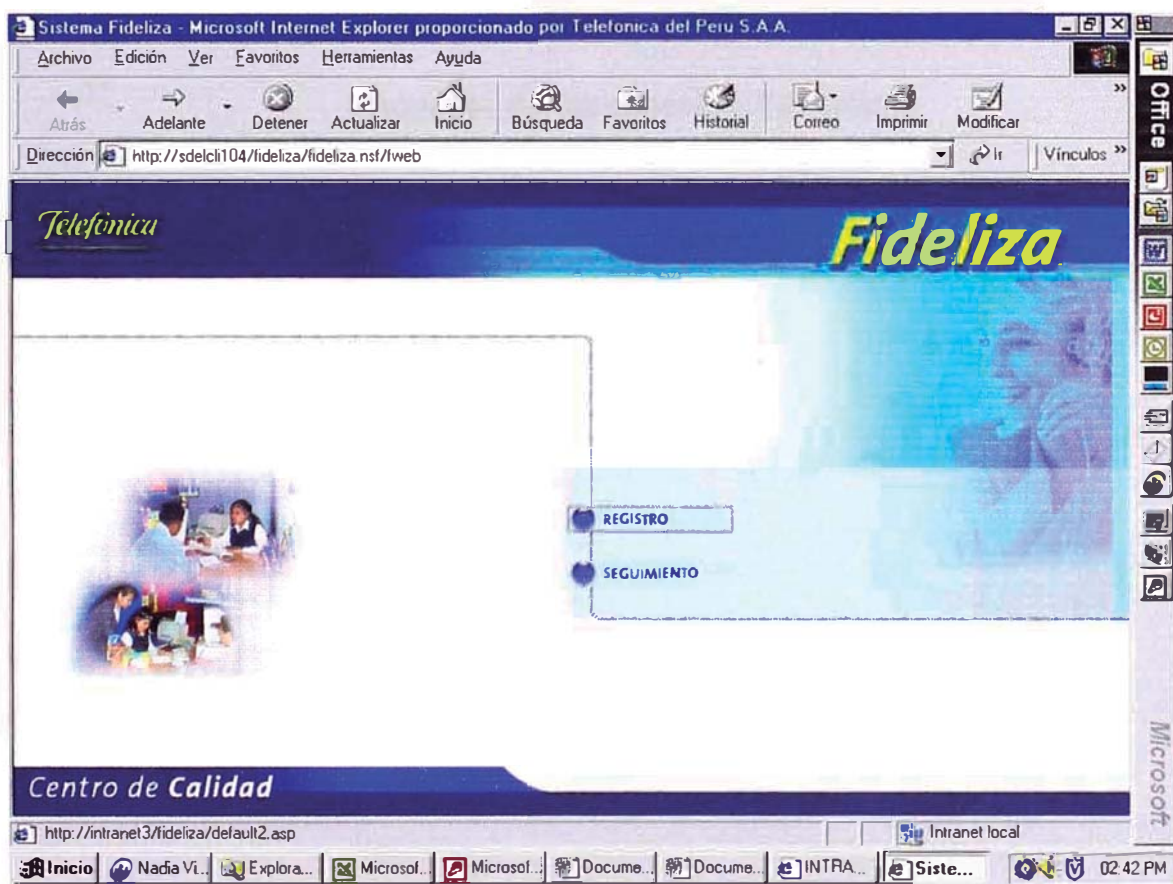 Sistema Fideliza - Microsoft Internet Explorer proporcionado por Telefonica del Peru S.A.A.
Archivo Edición Ver Favoritos Herramientas Ayuda
Atrás Adelante Detener Actualizar Inicio Búsqueda Favoritos Historial Correo Imprimir Modificar »
Dirección http://sdelcli104/fideliza/fideliza.nsf/fweb Ir Vínculos »
Office
Telefónica
Fideliza
REGISTRO
SEGUIMIENTO
Centro de Calidad
Microsoft
http://intranet3/fideliza/default2.asp Intranet local
Inicio Nadia Vi... Explora... Microsof... Microsof... Docume... Docume... INTRA... Siste... 02:42 PM